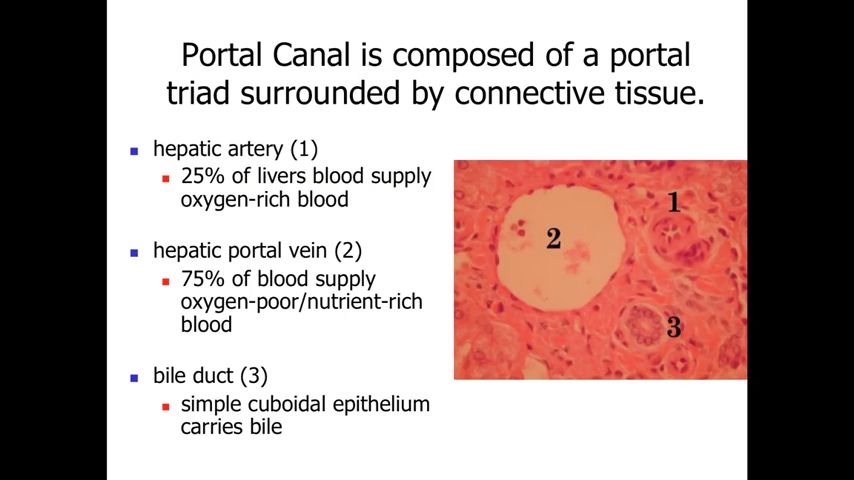 Portal Canal is composed of a portal
triad surrounded by connective tissue.
hepatic artery (1)
25% of livers blood supply
oxygen-rich blood
hepatic portal vein (2)
75% of blood supply
oxygen-poor/nutrient-rich
blood
bile duct (3)
simple cuboidal epithelium
carries bile
1
2
3